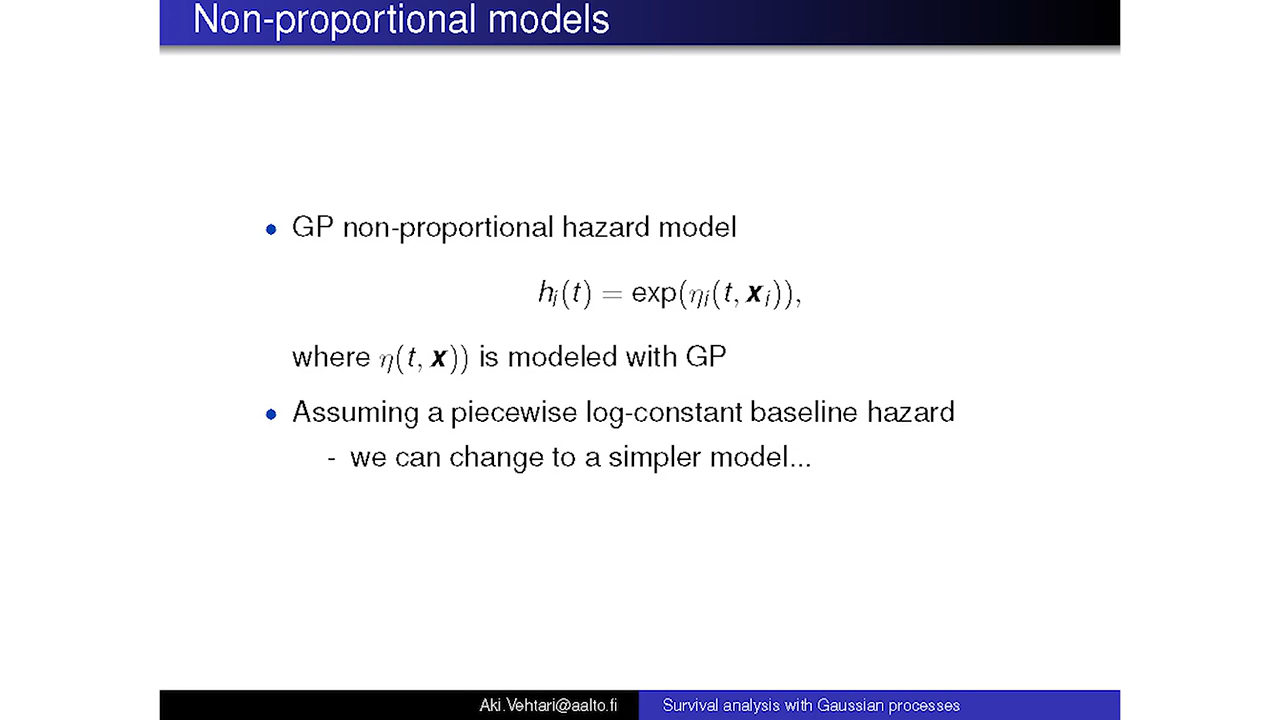 Non-proportional models
• GP non-proportional hazard model
hᵢ(t) = exp(ηᵢ(t, xᵢ)),
where η(t, x)) is modeled with GP
• Assuming a piecewise log-constant baseline hazard
- we can change to a simpler model...
Aki.Vehtari@aalto.fi
Survival analysis with Gaussian processes